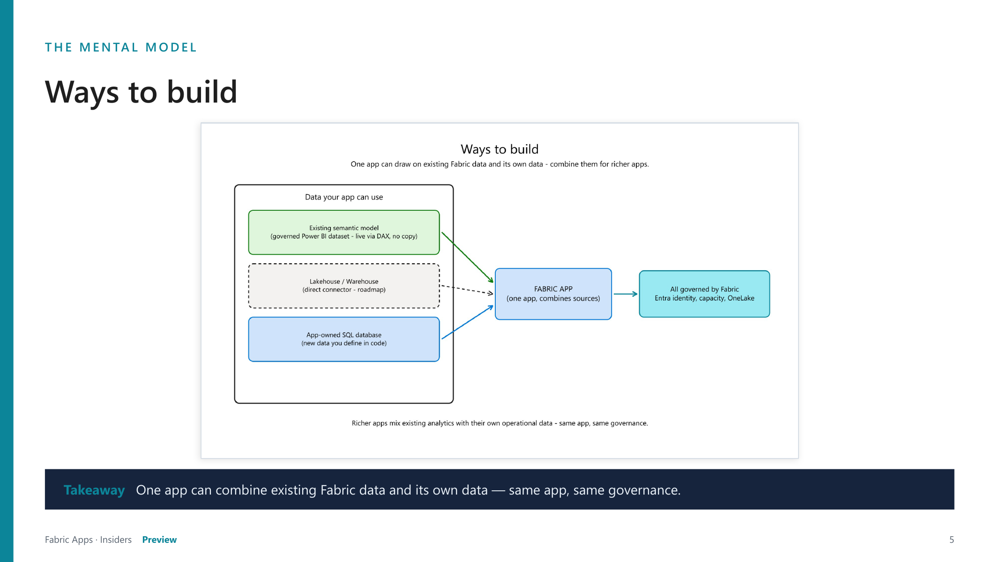 THE MENTAL MODEL
Ways to build
Ways to build
One app can draw on existing Fabric data and its own data - combine them for richer apps.
Data your app can use
Existing semantic model
(governed Power BI dataset - live via DAX, no copy)
Lakehouse / Warehouse
(direct connector - roadmap)
App-owned SQL database
(new data you define in code)
FABRIC APP
(one app, combines sources)
All governed by Fabric
Entra identity, capacity, OneLake
Richer apps mix existing analytics with their own operational data - same app, same governance.
Takeaway One app can combine existing Fabric data and its own data — same app, same governance.
Fabric Apps · Insiders Preview
5